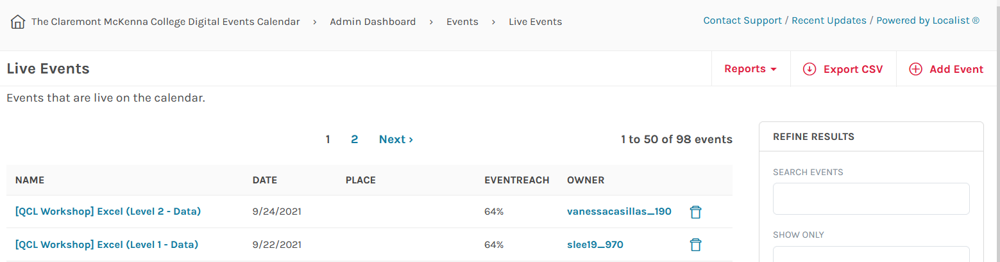 The Claremont McKenna College Digital Events Calendar › Admin Dashboard › Events › Live Events
Contact Support / Recent Updates / Powered by Localist ®
Live Events
Reports
Export CSV
Add Event
Events that are live on the calendar.
1 2 Next ›
1 to 50 of 98 events
NAME DATE PLACE EVENTREACH OWNER
[QCL Workshop] Excel (Level 2 - Data) 9/24/2021 64% vanessacasillas_190
[QCL Workshop] Excel (Level 1 - Data) 9/22/2021 64% slee19_970
REFINE RESULTS
SEARCH EVENTS
SHOW ONLY